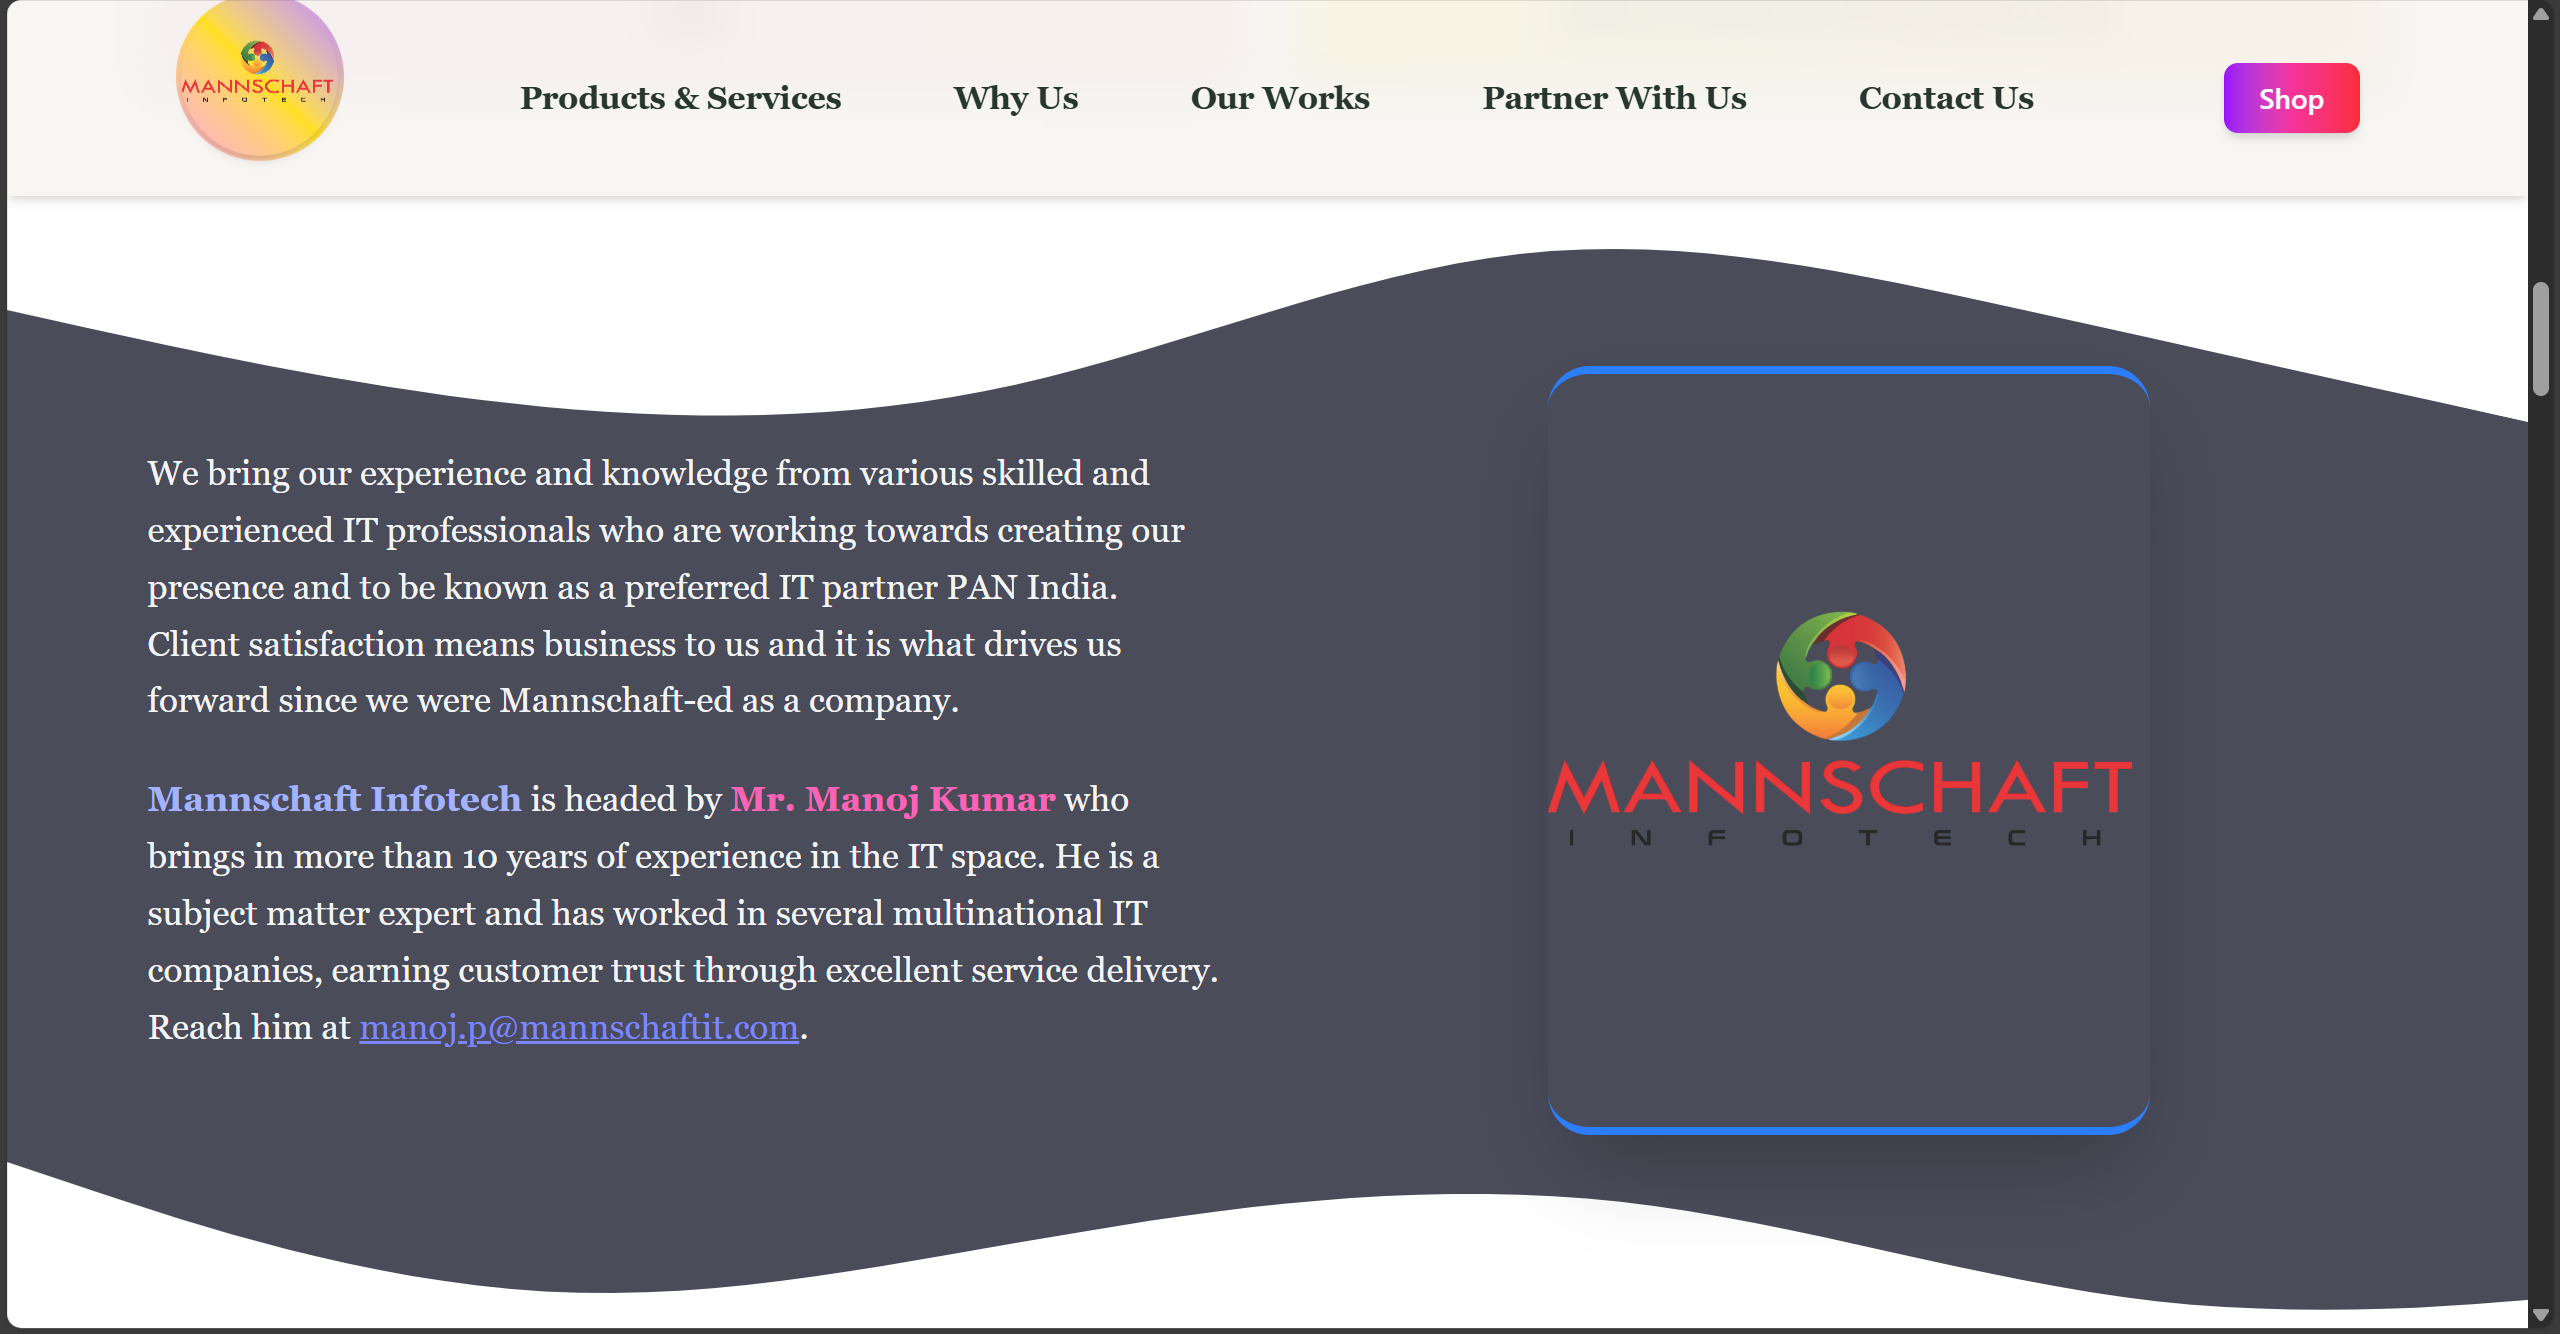 MANNSCHAFT
INFOTECH
Products & Services
Why Us
Our Works
Partner With Us
Contact Us
Shop
We bring our experience and knowledge from various skilled and
experienced IT professionals who are working towards creating our
presence and to be known as a preferred IT partner PAN India.
Client satisfaction means business to us and it is what drives us
forward since we were Mannschaft-ed as a company.
Mannschaft Infotech is headed by Mr. Manoj Kumar who
brings in more than 10 years of experience in the IT space. He is a
subject matter expert and has worked in several multinational IT
companies, earning customer trust through excellent service delivery.
Reach him at manoj.p@mannschaftit.com.
MANNSCHAFT
INFOTECH